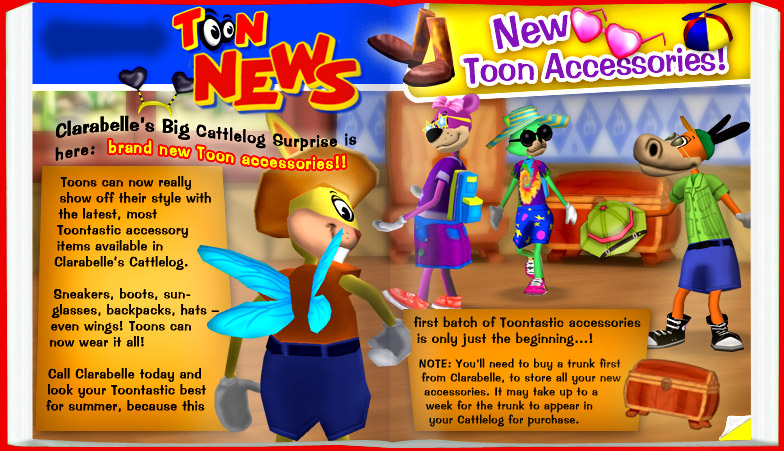 TOON
NEWS
New
Toon Accessories!
Clarabelle's Big Cattlelog Surprise is
here: brand new Toon accessories!!
Toons can now really
show off their style with
the latest, most
Toontastic accessory
items available in
Clarabelle's Cattlelog.
Sneakers, boots, sun-
glasses, backpacks, hats –
even wings! Toons can
now wear it all!
Call Clarabelle today and
look your Toontastic best
for summer, because this
first batch of Toontastic accessories
is only just the beginning...!
NOTE: You'll need to buy a trunk first
from Clarabelle, to store all your new
accessories. It may take up to a
week for the trunk to appear in
your Cattlelog for purchase.